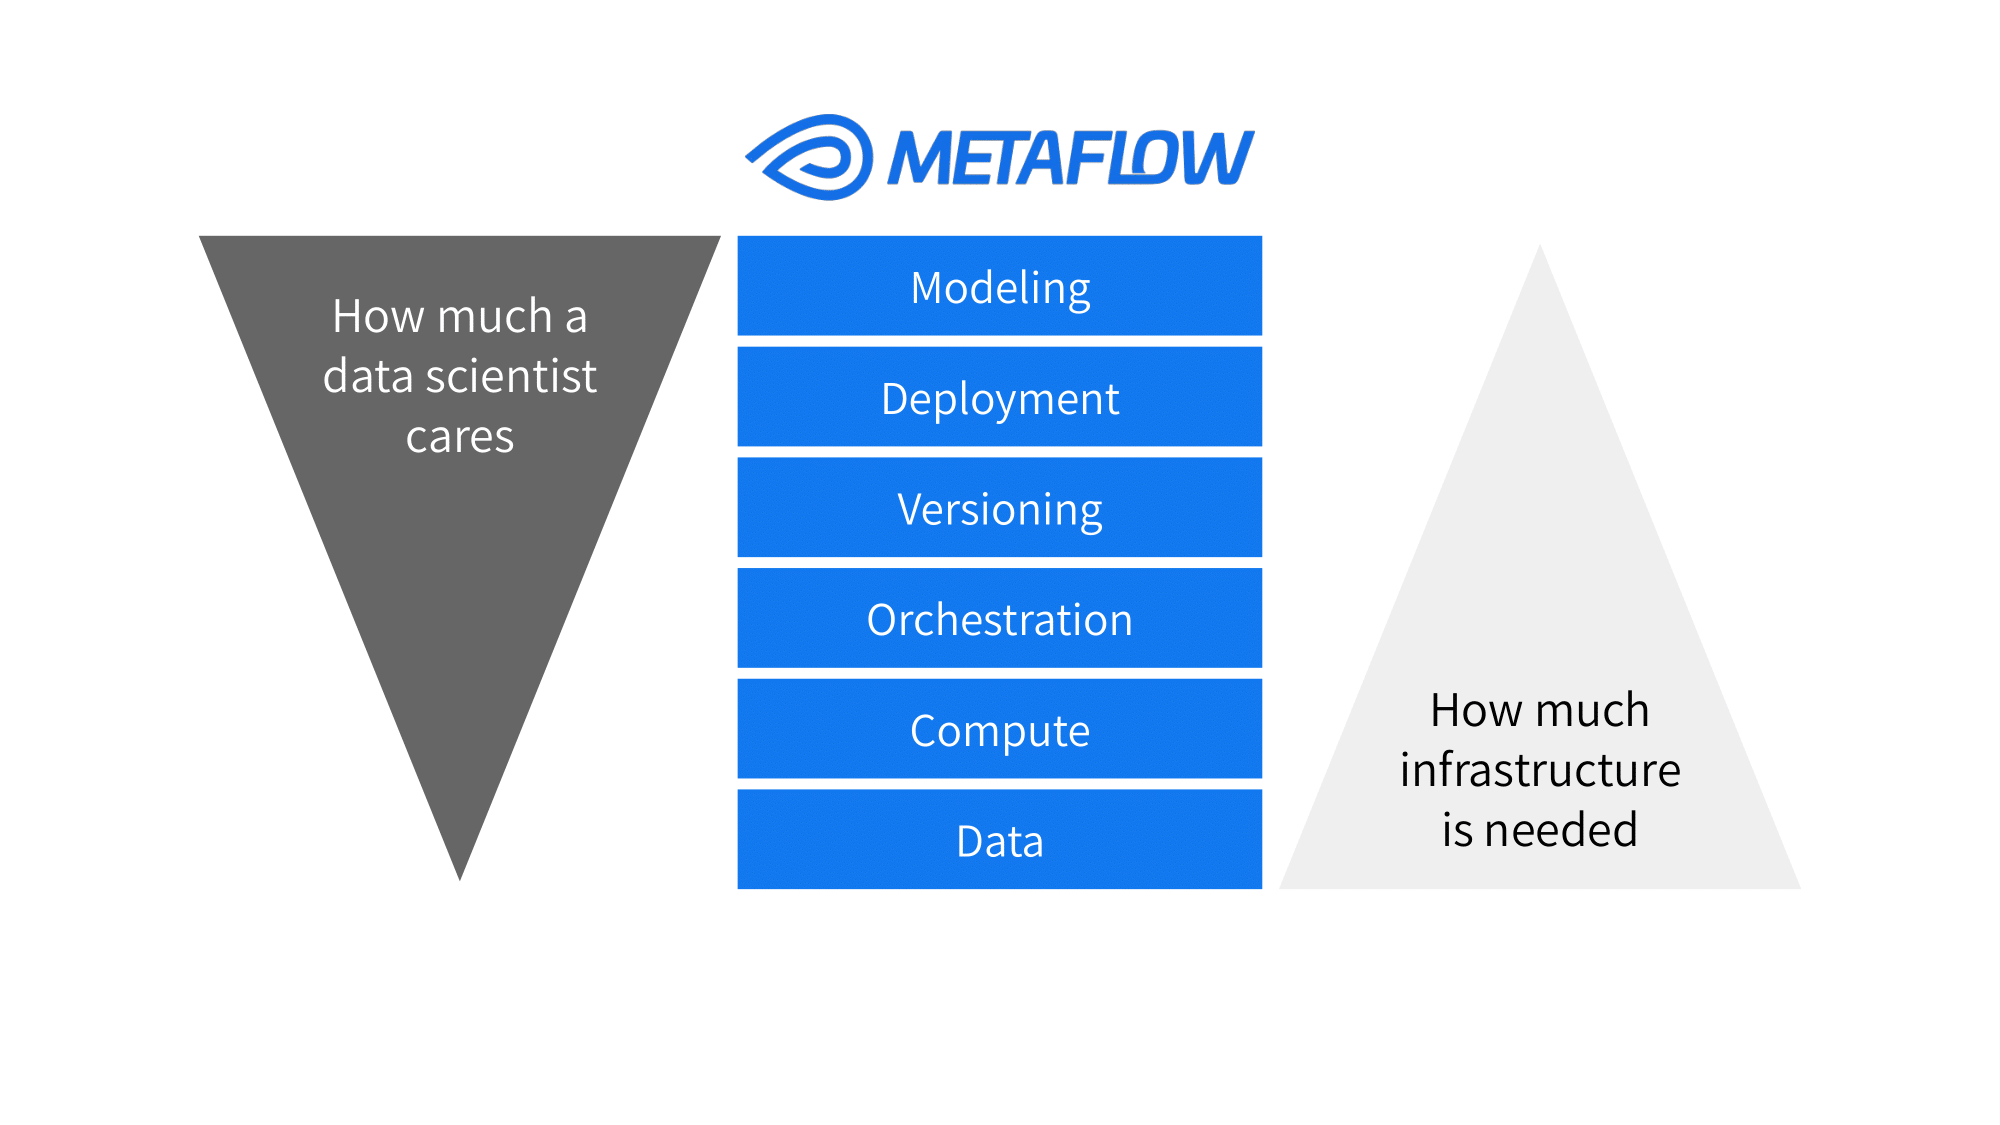 METAFLOW
How much a
data scientist
cares
Modeling
Deployment
Versioning
Orchestration
Compute
Data
How much
infrastructure
is needed